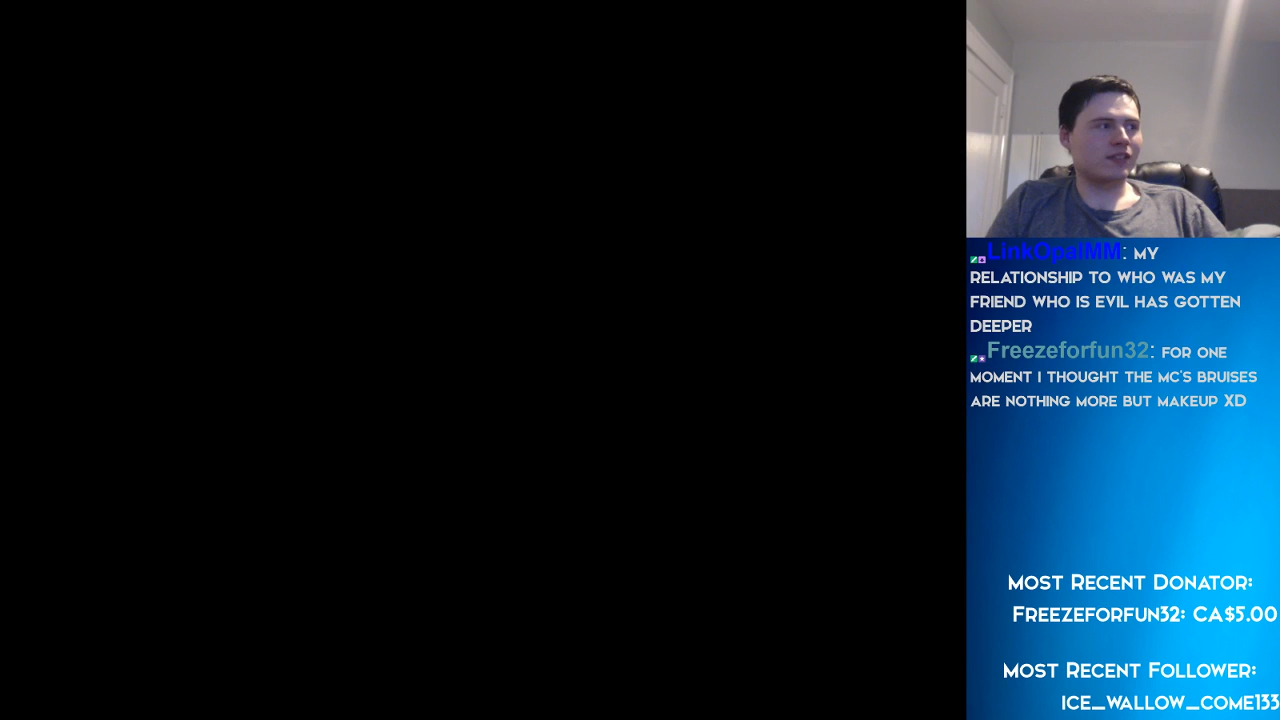 LinkOpalMM: MY
RELATIONSHIP TO WHO WAS MY
FRIEND WHO IS EVIL HAS GOTTEN
DEEPER
Freezeforfun32: FOR ONE
MOMENT I THOUGHT THE MC'S BRUISES
ARE NOTHING MORE BUT MAKEUP XD
MOST RECENT DONATOR:
FREEZEFORFUN32: CA$5.00
MOST RECENT FOLLOWER:
ICE_WALLOW_COME133